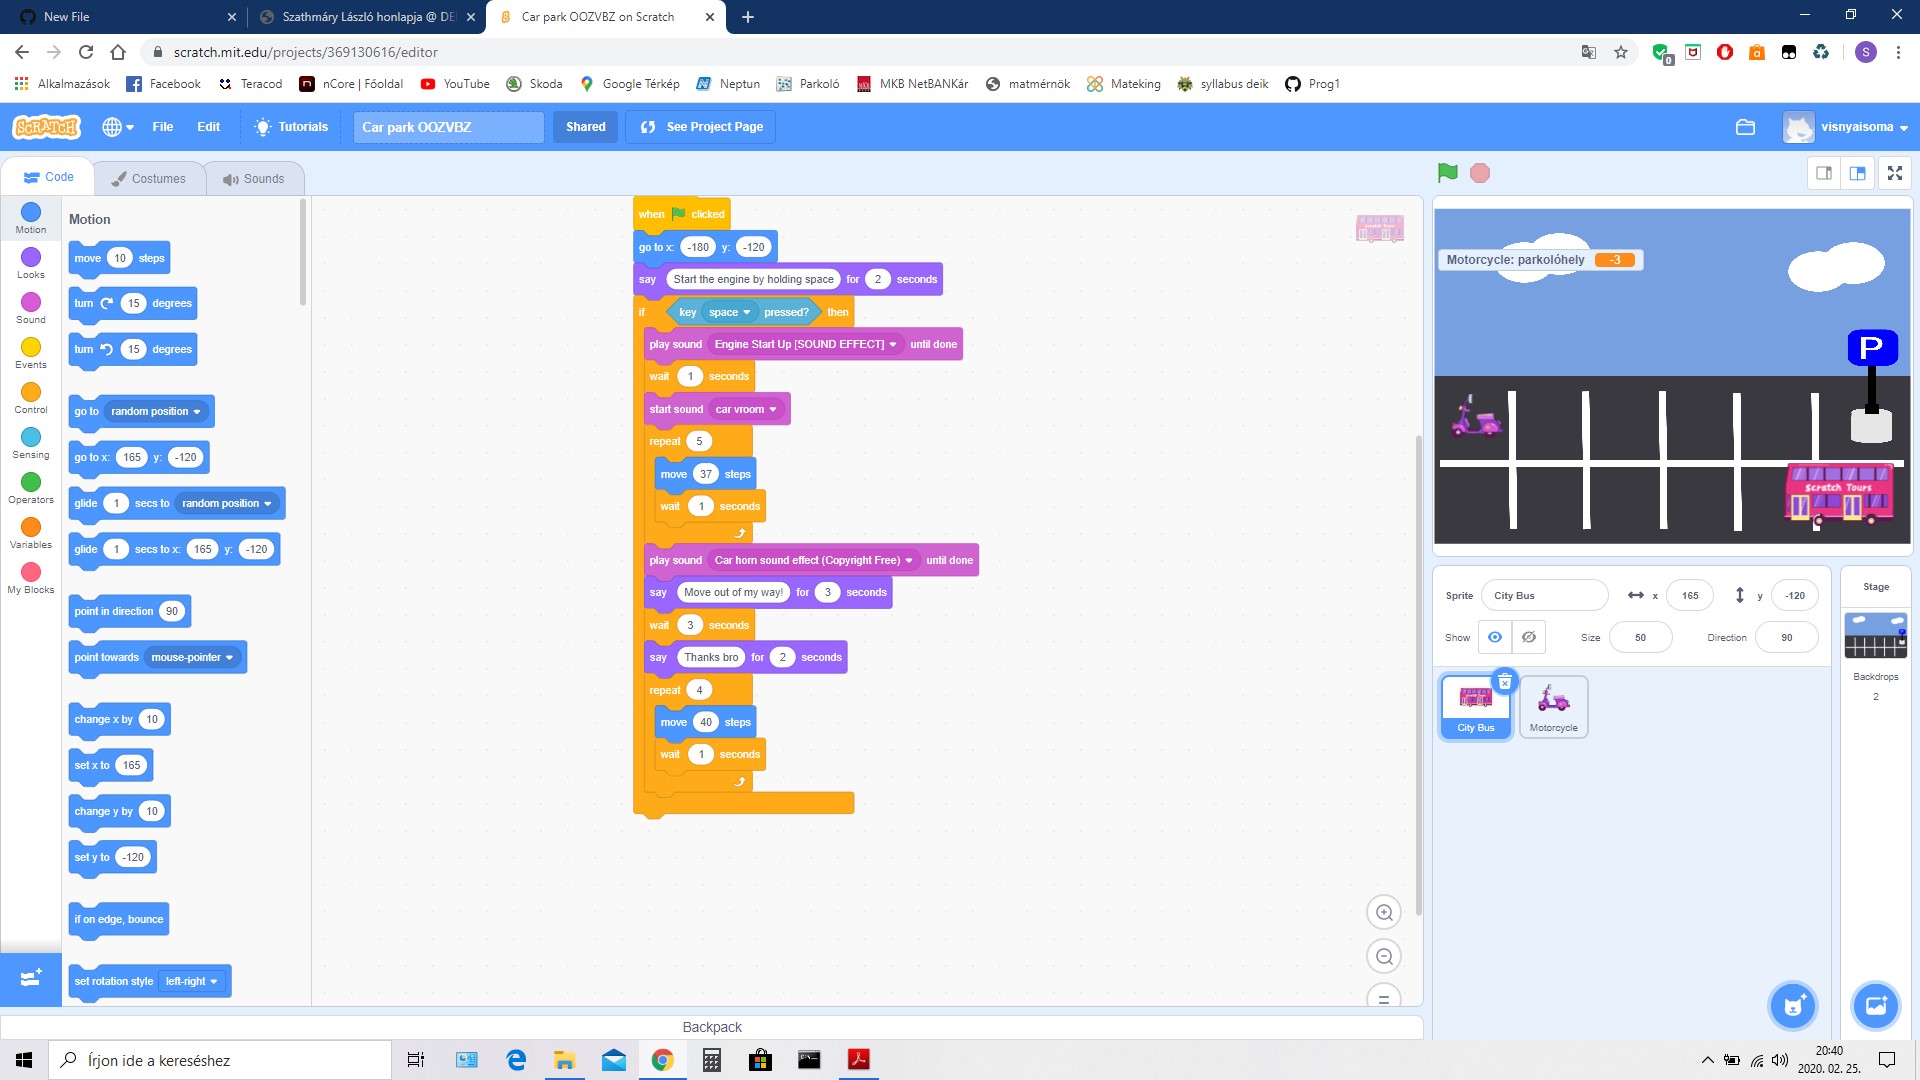 New File
Szathmáry László honlapja @ DE
Car park OOZVBZ on Scratch
scratch.mit.edu/projects/369130616/editor
0
a
S
Alkalmazások
Facebook
Teracod
nCore | Főoldal
YouTube
Skoda
Google Térkép
Neptun
Parkoló
MKB NetBANKár
matmérnök
Mateking
syllabus deik
Prog1
SCRATCH
File
Edit
Tutorials
Car park OOZVBZ
Shared
See Project Page
visnyaisoma
Code
Costumes
Sounds
Motion
Looks
Sound
Events
Control
Sensing
Operators
Variables
My Blocks
Motion
move 10 steps
turn 15 degrees
turn 15 degrees
go to random position
go to x: 165 y: -120
glide 1 secs to random position
glide 1 secs to x: 165 y: -120
point in direction 90
point towards mouse-pointer
change x by 10
set x to 165
change y by 10
set y to -120
if on edge, bounce
set rotation style left-right
when clicked
go to x: -180 y: -120
say Start the engine by holding space for 2 seconds
if key space pressed? then
play sound Engine Start Up [SOUND EFFECT] until done
wait 1 seconds
start sound car vroom
repeat 5
move 37 steps
wait 1 seconds
play sound Car horn sound effect (Copyright Free) until done
say Move out of my way! for 3 seconds
wait 3 seconds
say Thanks bro for 2 seconds
repeat 4
move 40 steps
wait 1 seconds
Motorcycle: parkolóhely -3
P
Scratch Tours
Sprite City Bus x 165 y -120
Show Size 50 Direction 90
City Bus
Motorcycle
Stage
Backdrops
2
Backpack
Írjon ide a kereséshez
20:40
2020. 02. 25.